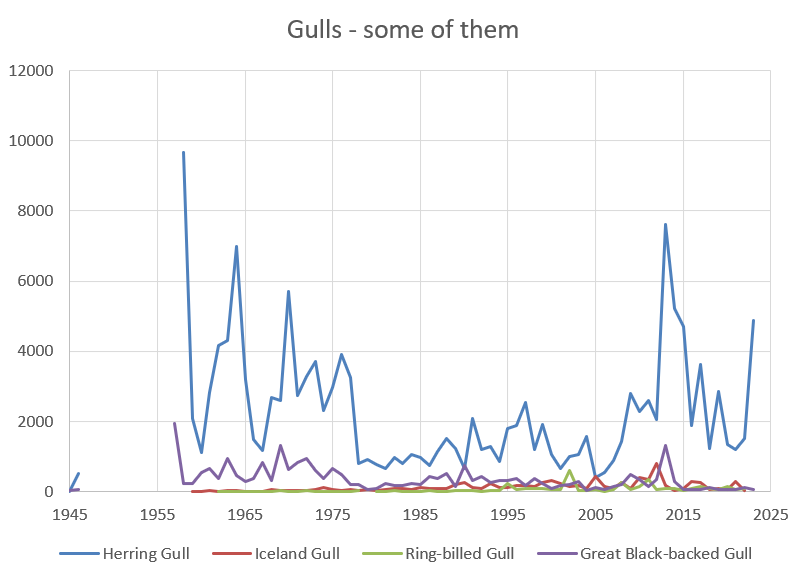 Gulls - some of them
12000
10000
8000
6000
4000
2000
0
1945 1955 1965 1975 1985 1995 2005 2015 2025
Herring Gull Iceland Gull Ring-billed Gull Great Black-backed Gull